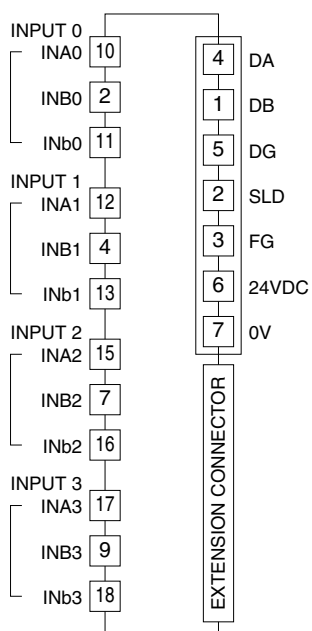 INPUT 0
INA0 10
INB0 2
INb0 11
INPUT 1
INA1 12
INB1 4
INb1 13
INPUT 2
INA2 15
INB2 7
INb2 16
INPUT 3
INA3 17
INB3 9
INb3 18
4 DA
1 DB
5 DG
2 SLD
3 FG
6 24VDC
7 0V
EXTENSION CONNECTOR